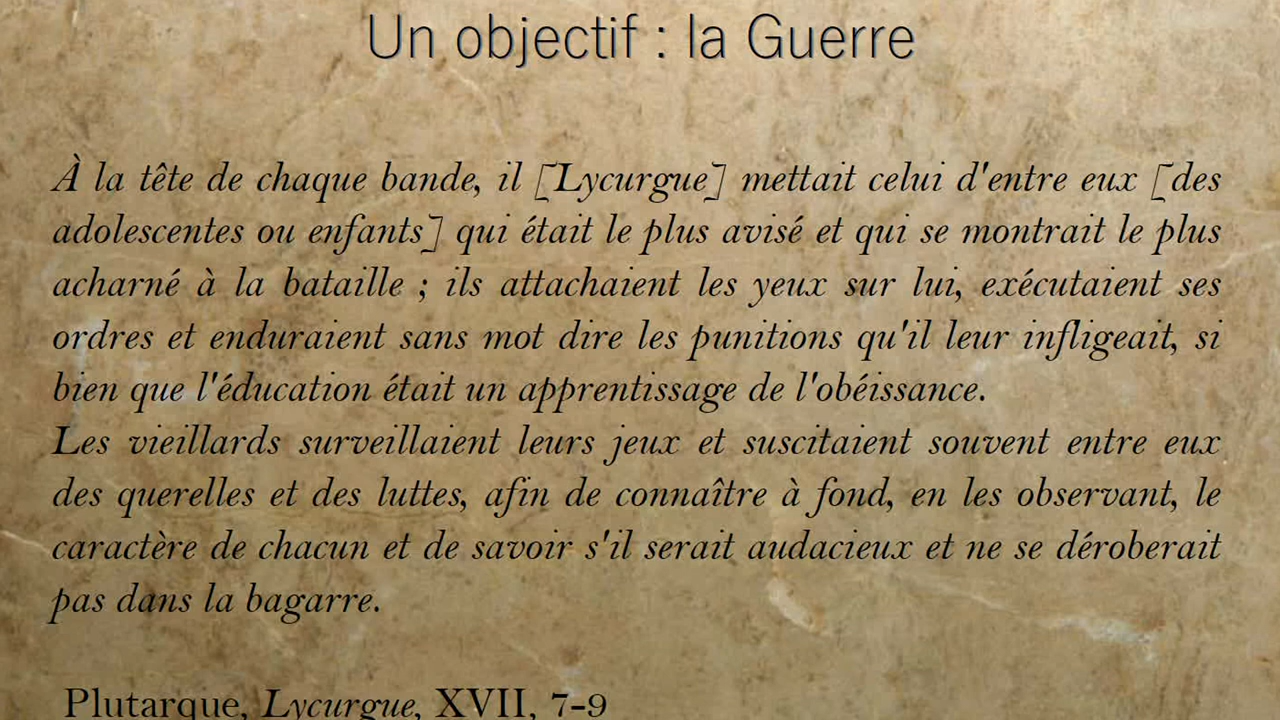 Un objectif : la Guerre
À la tête de chaque bande, il [Lycurgue] mettait celui d'entre eux [des
adolescentes ou enfants] qui était le plus avisé et qui se montrait le plus
acharné à la bataille ; ils attachaient les yeux sur lui, exécutaient ses
ordres et enduraient sans mot dire les punitions qu'il leur infligeait, si
bien que l'éducation était un apprentissage de l'obéissance.
Les vieillards surveillaient leurs jeux et suscitaient souvent entre eux
des querelles et des luttes, afin de connaître à fond, en les observant, le
caractère de chacun et de savoir s'il serait audacieux et ne se déroberait
pas dans la bagarre.
Plutarque, Lycurgue, XVII, 7-9